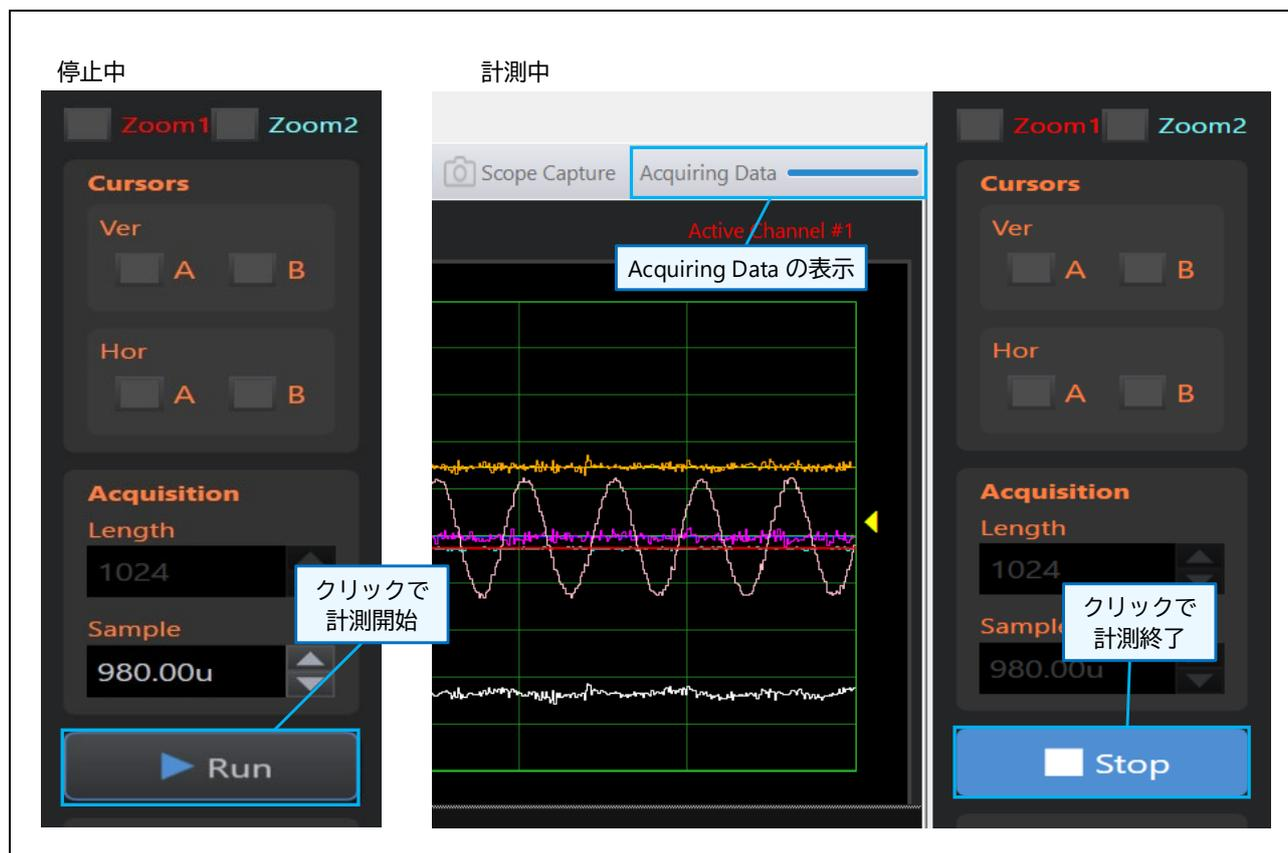 停止中
Zoom1 Zoom2
Cursors
Ver
A B
Hor
A B
Acquisition
Length
1024
Sample
980.00u
クリックで
計測開始
Run
計測中
Scope Capture Acquiring Data
Active Channel #1
Acquiring Data の表示
Zoom1 Zoom2
Cursors
Ver
A B
Hor
A B
Acquisition
Length
1024
Sample
980.00u
クリックで
計測終了
Stop